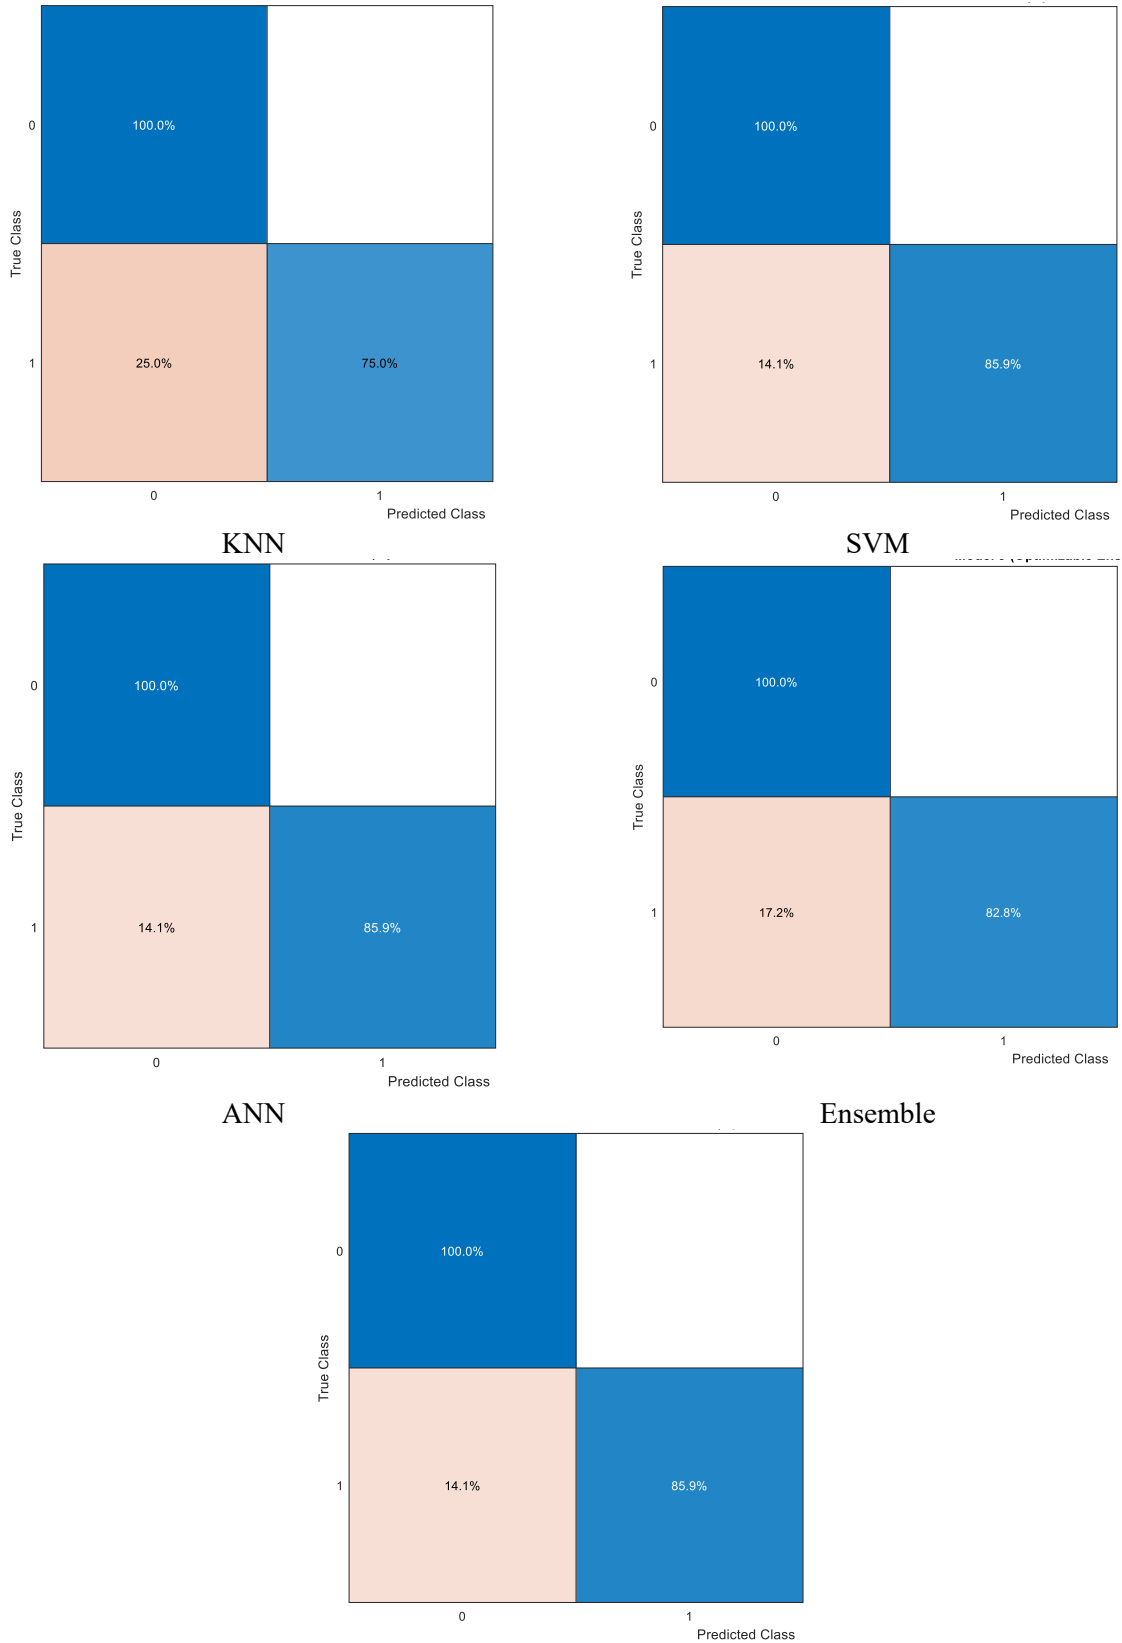 True Class
0
100.0%
1
25.0%
75.0%
0
1
Predicted Class
KNN
True Class
0
100.0%
1
14.1%
85.9%
0
1
Predicted Class
SVM
True Class
0
100.0%
1
14.1%
85.9%
0
1
Predicted Class
ANN
True Class
0
100.0%
1
17.2%
82.8%
0
1
Predicted Class
Ensemble
True Class
0
100.0%
1
14.1%
85.9%
0
1
Predicted Class